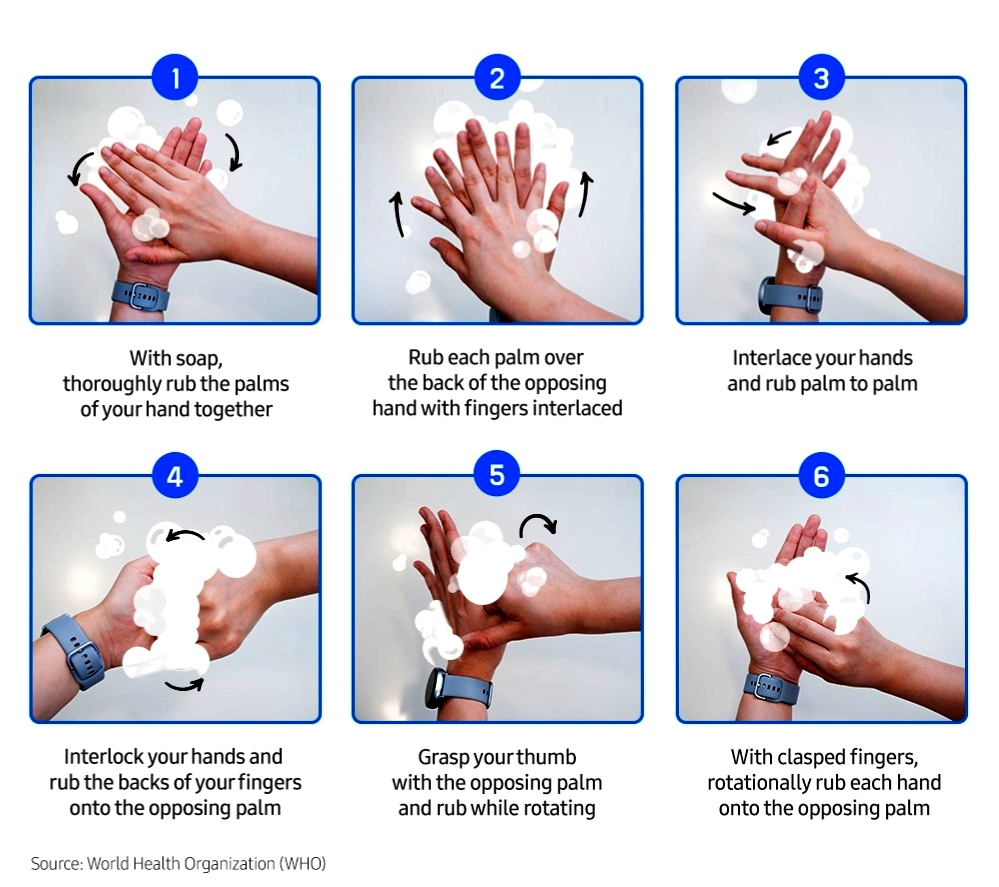 1
2
3
With soap,
thoroughly rub the palms
of your hand together
Rub each palm over
the back of the opposing
hand with fingers interlaced
Interlace your hands
and rub palm to palm
4
5
6
Interlock your hands and
rub the backs of your fingers
onto the opposing palm
Grasp your thumb
with the opposing palm
and rub while rotating
With clasped fingers,
rotationally rub each hand
onto the opposing palm
Source: World Health Organization (WHO)